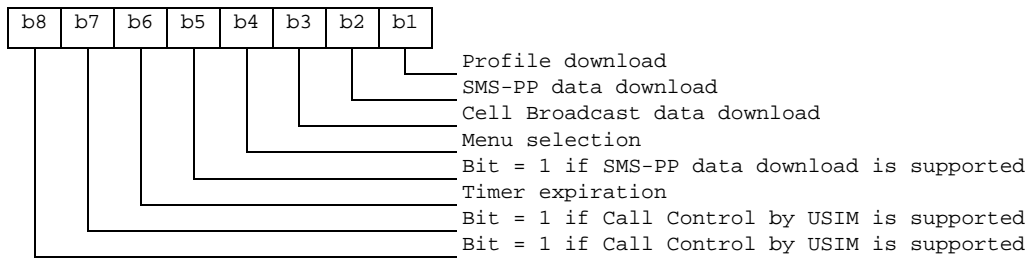 b8 b7 b6 b5 b4 b3 b2 b1
Profile download
SMS-PP data download
Cell Broadcast data download
Menu selection
Bit = 1 if SMS-PP data download is supported
Timer expiration
Bit = 1 if Call Control by USIM is supported
Bit = 1 if Call Control by USIM is supported